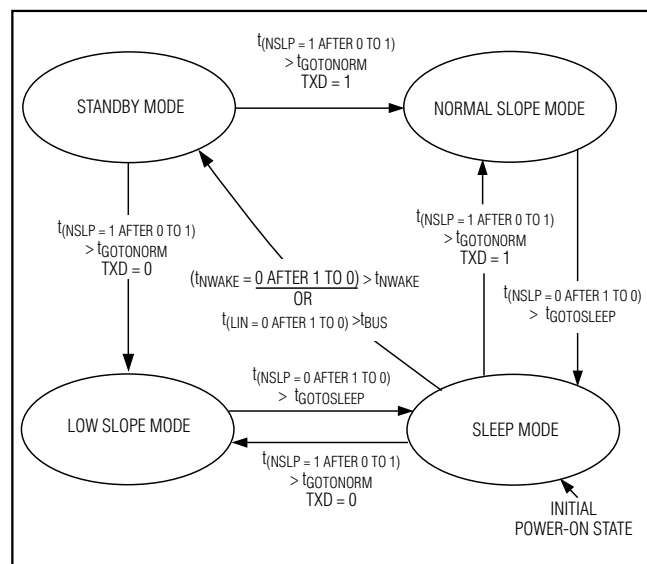 t(NSLP = 1 AFTER 0 TO 1)
> tGOTONORM
TXD = 1
STANDBY MODE
NORMAL SLOPE MODE
t(NSLP = 1 AFTER 0 TO 1)
> tGOTONORM
TXD = 0
t(NSLP = 1 AFTER 0 TO 1)
> tGOTONORM
TXD = 1
(tNWAKE = 0 AFTER 1 TO 0) > tNWAKE
OR
t(LIN = 0 AFTER 1 TO 0) >tBUS
t(NSLP = 0 AFTER 1 TO 0)
> tGOTOSLEEP
t(NSLP = 0 AFTER 1 TO 0)
> tGOTOSLEEP
LOW SLOPE MODE
SLEEP MODE
t(NSLP = 1 AFTER 0 TO 1)
> tGOTONORM
TXD = 0
INITIAL
POWER-ON STATE